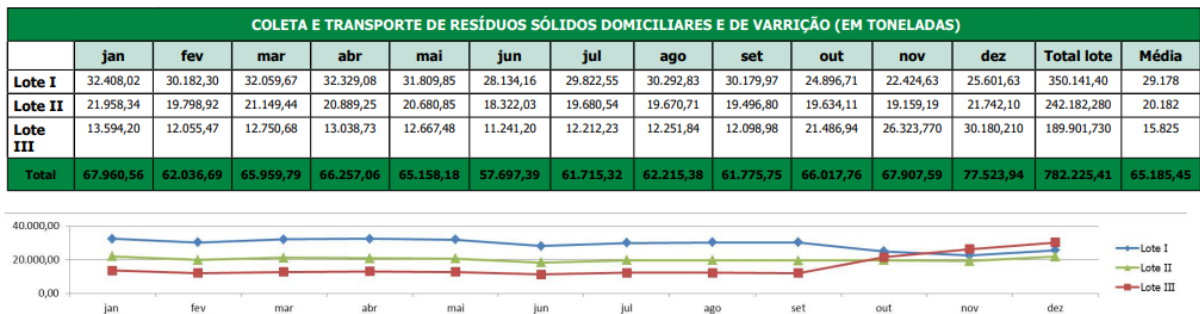 COLETA E TRANSPORTE DE RESÍDUOS SÓLIDOS DOMICILIARES E DE VARRIÇÃO (EM TONELADAS)
jan fev mar abr mai jun jul ago set out nov dez Total lote Média
Lote I 32.408,02 30.182,30 32.059,67 32.329,08 31.809,85 28.134,16 29.822,55 30.292,83 30.179,97 24.896,71 22.424,63 25.601,63 350.141,40 29.178
Lote II 21.958,34 19.798,92 21.149,44 20.889,25 20.680,85 18.322,03 19.680,54 19.670,71 19.496,80 19.634,11 19.159,19 21.742,10 242.182,280 20.182
Lote III 13.594,20 12.055,47 12.750,68 13.038,73 12.667,48 11.241,20 12.212,23 12.251,84 12.098,98 21.486,94 26.323,770 30.180,210 189.901,730 15.825
Total 67.960,56 62.036,69 65.959,79 66.257,06 65.158,18 57.697,39 61.715,32 62.215,38 61.775,75 66.017,76 67.907,59 77.523,94 782.225,41 65.185,45
40.000,00
20.000,00
0,00
jan fev mar abr mai jun jul ago set out nov dez
Lote I
Lote II
Lote III